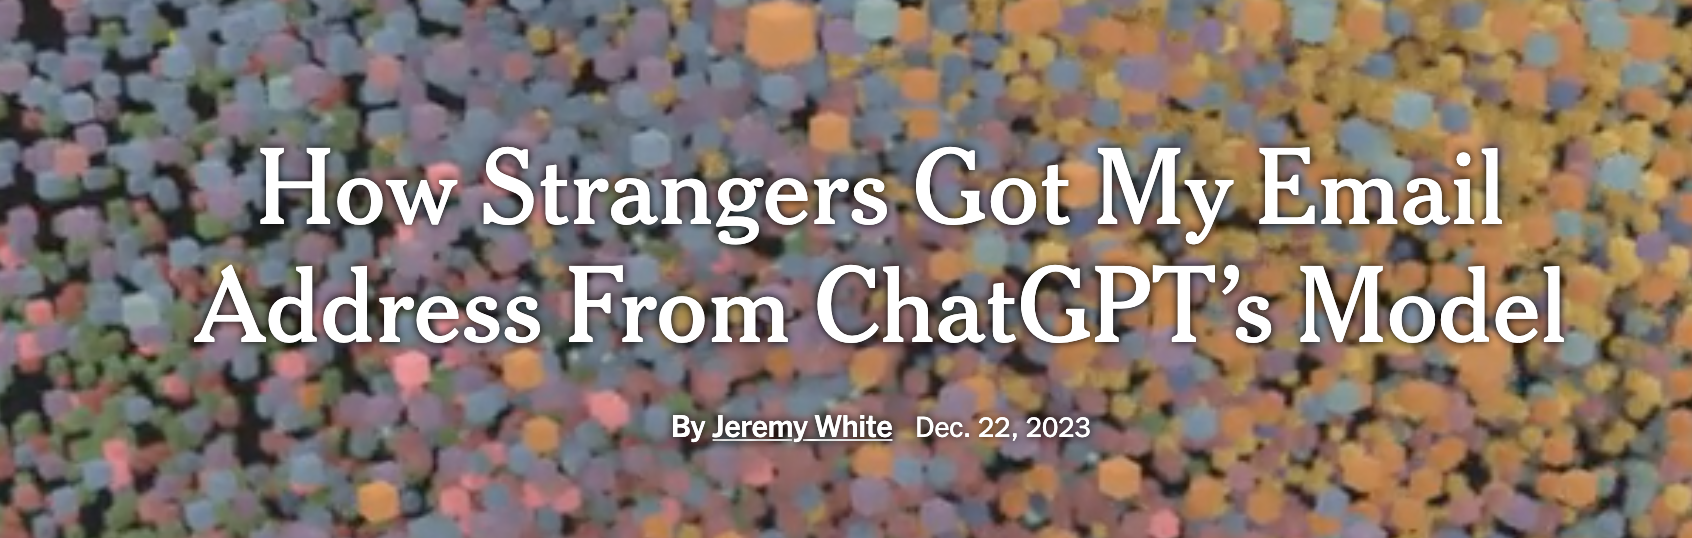 How Strangers Got My Email
Address From ChatGPT’s Model
By Jeremy White Dec. 22, 2023